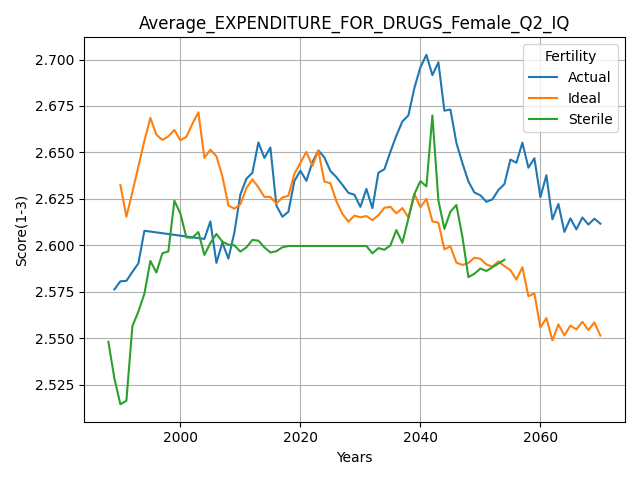 Average_EXPENDITURE_FOR_DRUGS_Female_Q2_IQ
Fertility
Actual
Ideal
Sterile
Score(1-3)
2.700
2.675
2.650
2.625
2.600
2.575
2.550
2.525
2000
2020
2040
2060
Years